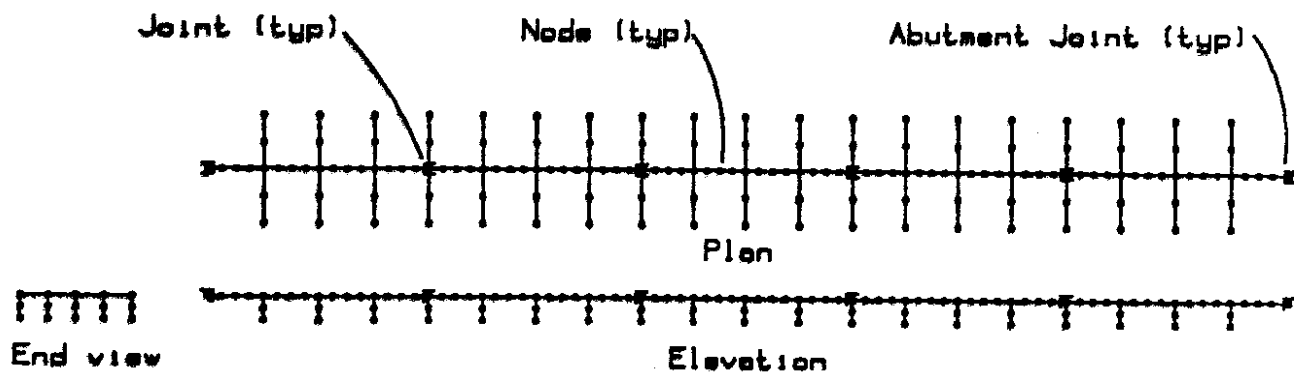 Joint (typ)
Node (typ)
Abutment Joint (typ)
Plan
End view
Elevation